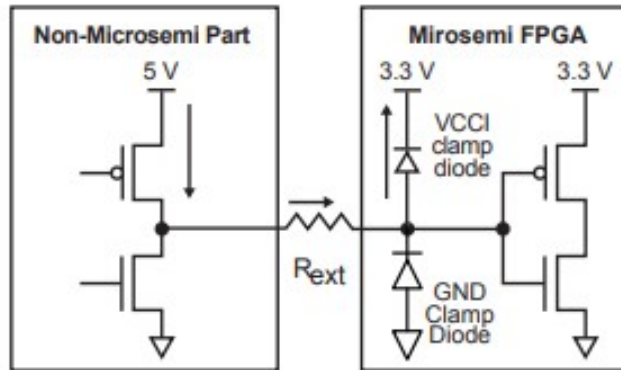 Non-Microsemi Part
5 V
Rext
Mirosemi FPGA
3.3 V
3.3 V
VCCI
clamp
diode
GND
Clamp
Diode